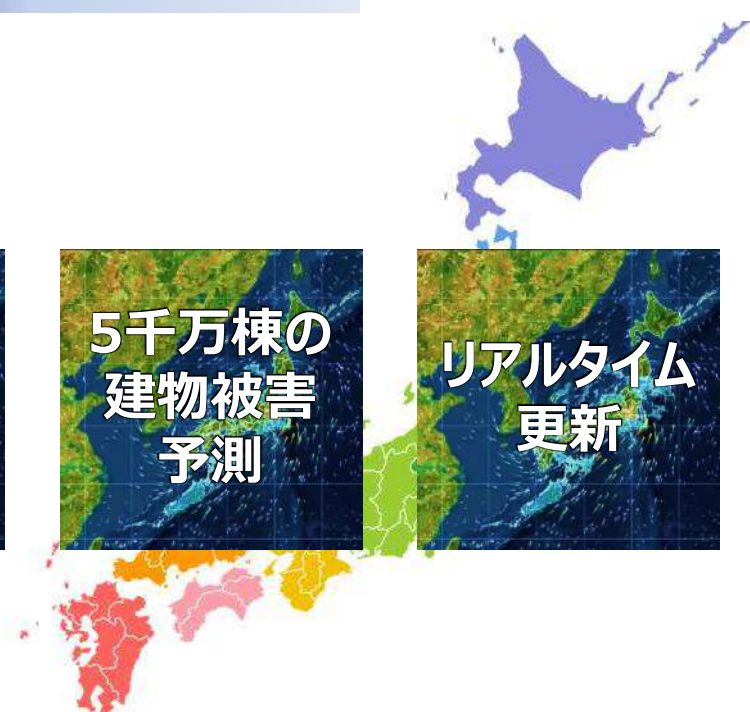 5千万棟の
建物被害
予測
リアルタイム
更新